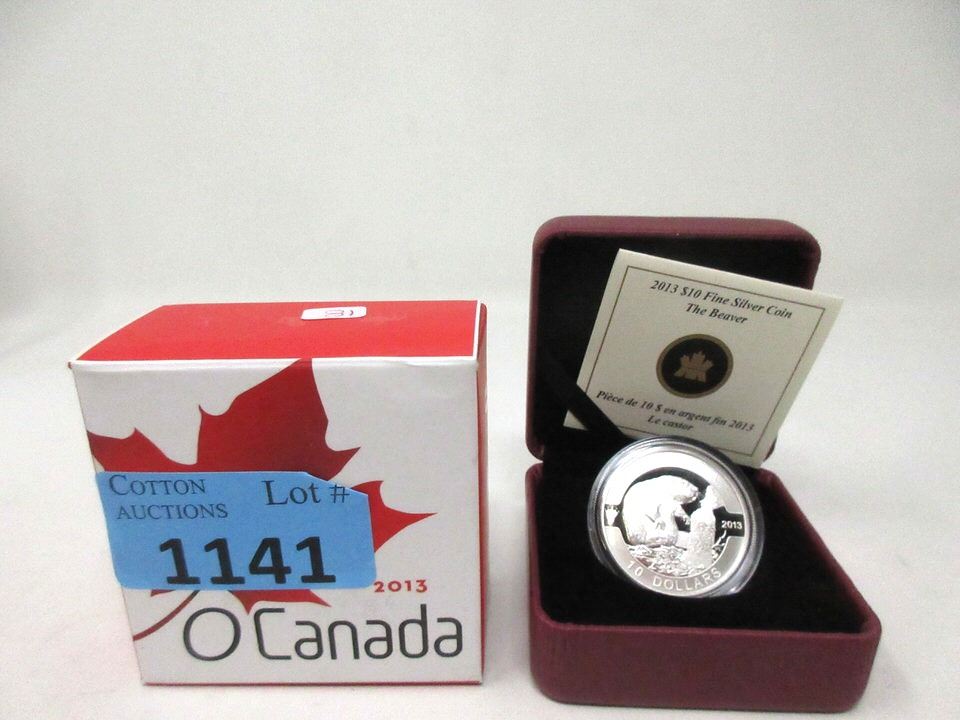 COTTON
AUCTIONS
Lot #
1141
2013
O Canada
2013 $10 Fine Silver Coin
The Beaver
Pièce de 10 $ en argent fin 2013
Le castor
2013
10 DOLLARS